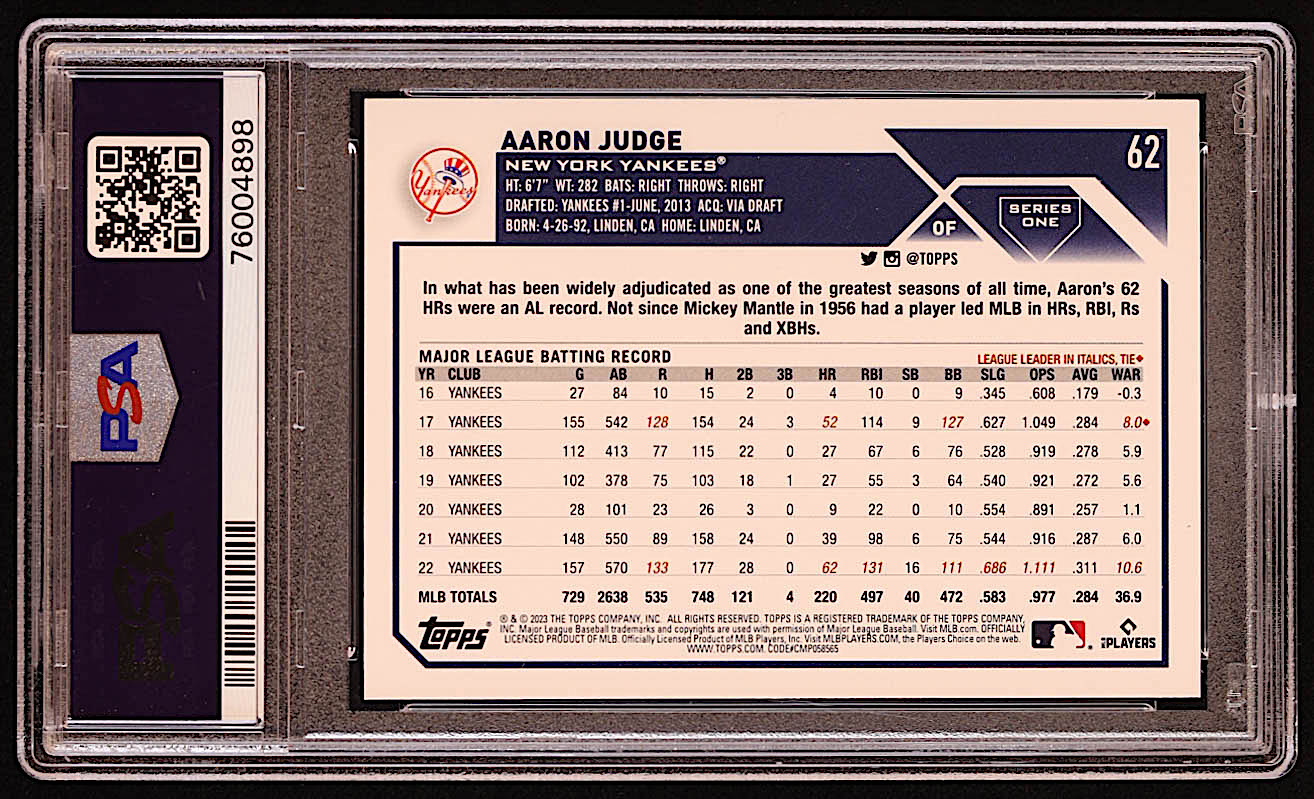 76004898
PSA
PSA
AARON JUDGE
62
NEW YORK YANKEES®
HT: 6'7" WT: 282 BATS: RIGHT THROWS: RIGHT
DRAFTED: YANKEES #1-JUNE, 2013 ACQ: VIA DRAFT
BORN: 4-26-92, LINDEN, CA HOME: LINDEN, CA
Yankees
OF
SERIES
ONE
@TOPPS
In what has been widely adjudicated as one of the greatest seasons of all time, Aaron's 62
HRs were an AL record. Not since Mickey Mantle in 1956 had a player led MLB in HRs, RBI, Rs
and XBHs.
MAJOR LEAGUE BATTING RECORD LEAGUE LEADER IN ITALICS, TIE♦
YR CLUB G AB R H 2B 3B HR RBI SB BB SLG OPS AVG WAR
16 YANKEES 27 84 10 15 2 0 4 10 0 9 .345 .608 .179 -0.3
17 YANKEES 155 542 128 154 24 3 52 114 9 127 .627 1.049 .284 8.0♦
18 YANKEES 112 413 77 115 22 0 27 67 6 76 .528 .919 .278 5.9
19 YANKEES 102 378 75 103 18 1 27 55 3 64 .540 .921 .272 5.6
20 YANKEES 28 101 23 26 3 0 9 22 0 10 .554 .891 .257 1.1
21 YANKEES 148 550 89 158 24 0 39 98 6 75 .544 .916 .287 6.0
22 YANKEES 157 570 133 177 28 0 62 131 16 111 .686 1.111 .311 10.6
MLB TOTALS 729 2638 535 748 121 4 220 497 40 472 .583 .977 .284 36.9
Topps®
® & © 2023 THE TOPPS COMPANY, INC. ALL RIGHTS RESERVED. TOPPS IS A REGISTERED TRADEMARK OF THE TOPPS COMPANY,
INC. Major League Baseball trademarks and copyrights are used with permission of Major League Baseball. Visit MLB.com. OFFICIALLY
LICENSED PRODUCT OF MLB. Officially Licensed Product of MLB Players, Inc. Visit MLBPLAYERS.COM, the Players Choice on the web.
WWW.TOPPS.COM. CODE#CMP058565
MLB PLAYERS
PSA